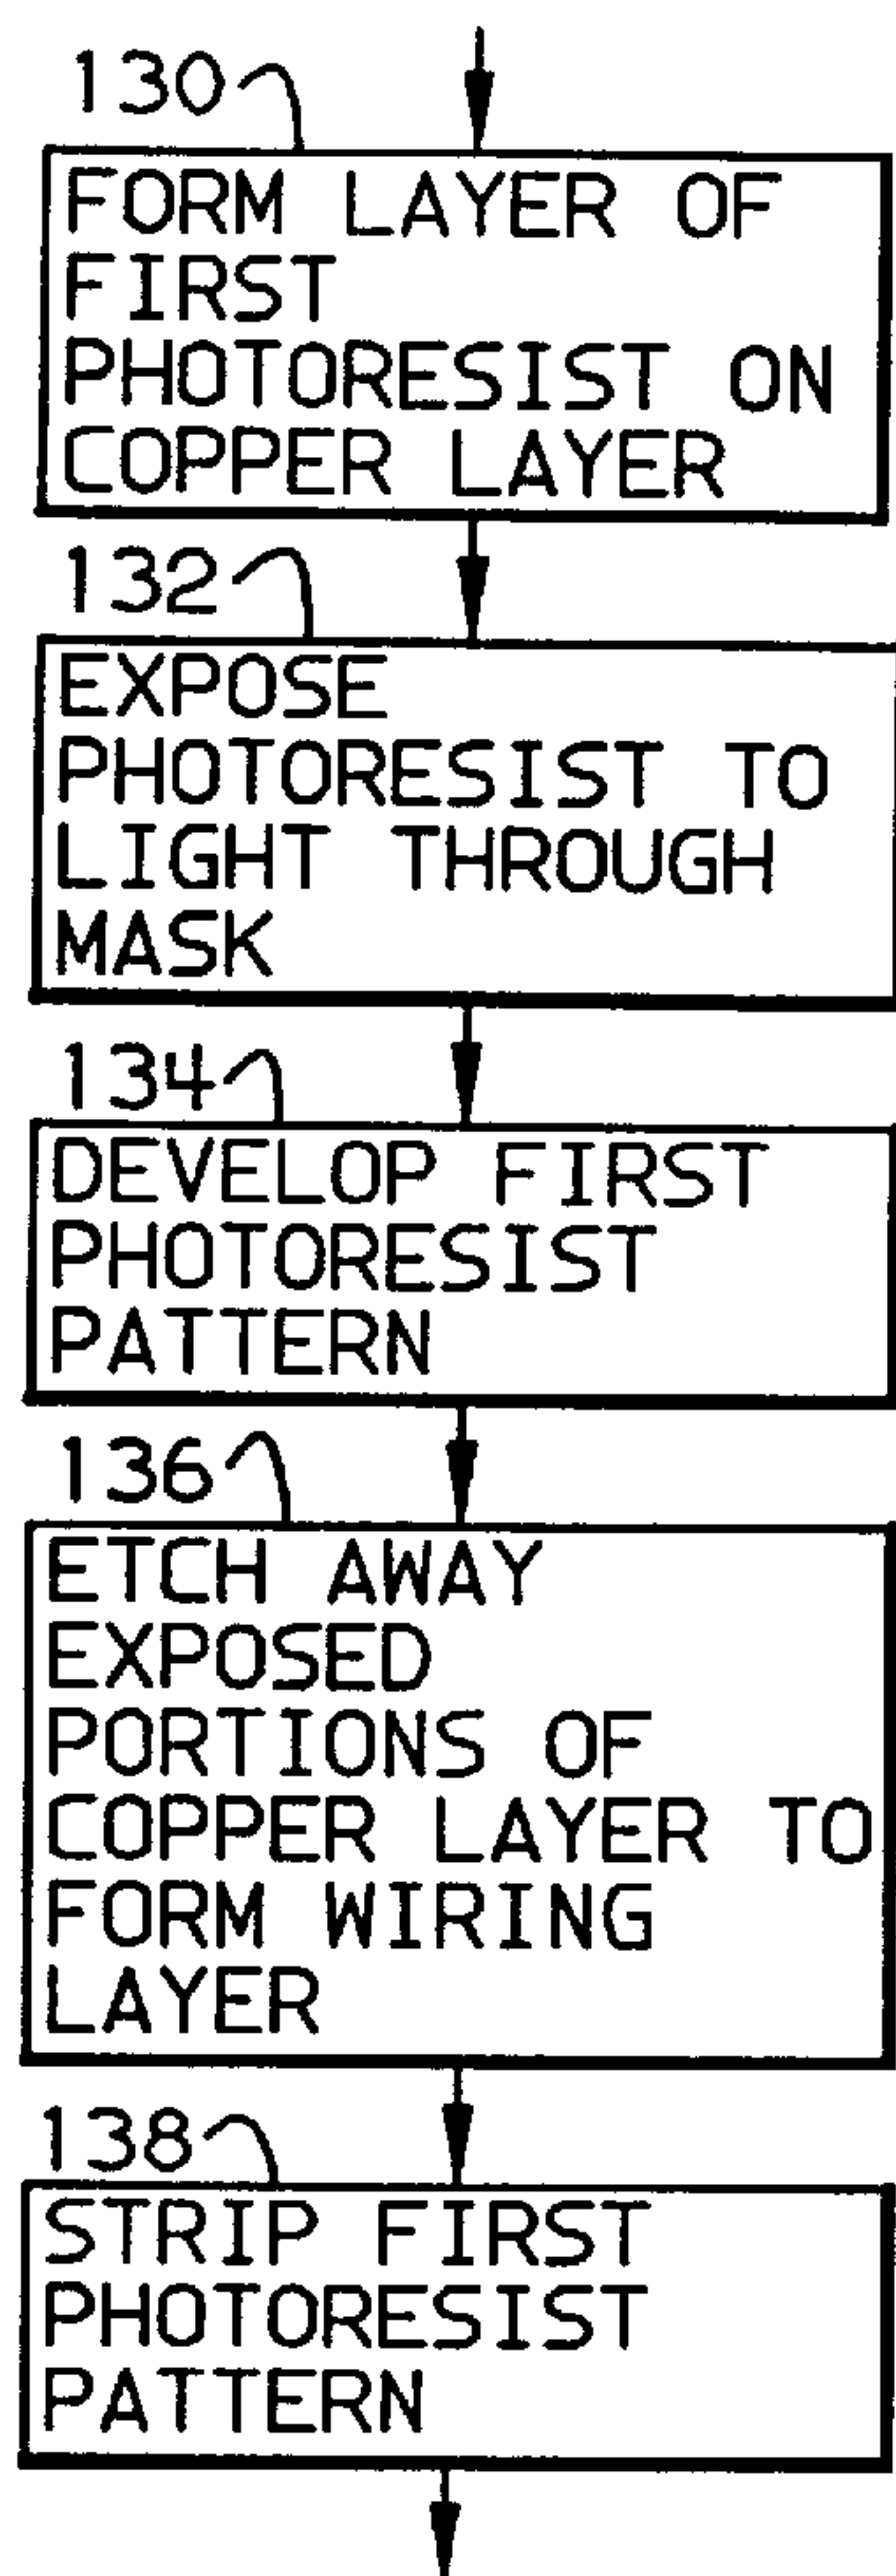 130
FORM LAYER OF
FIRST
PHOTORESIST ON
COPPER LAYER
132
EXPOSE
PHOTORESIST TO
LIGHT THROUGH
MASK
134
DEVELOP FIRST
PHOTORESIST
PATTERN
136
ETCH AWAY
EXPOSED
PORTIONS OF
COPPER LAYER TO
FORM WIRING
LAYER
138
STRIP FIRST
PHOTORESIST
PATTERN